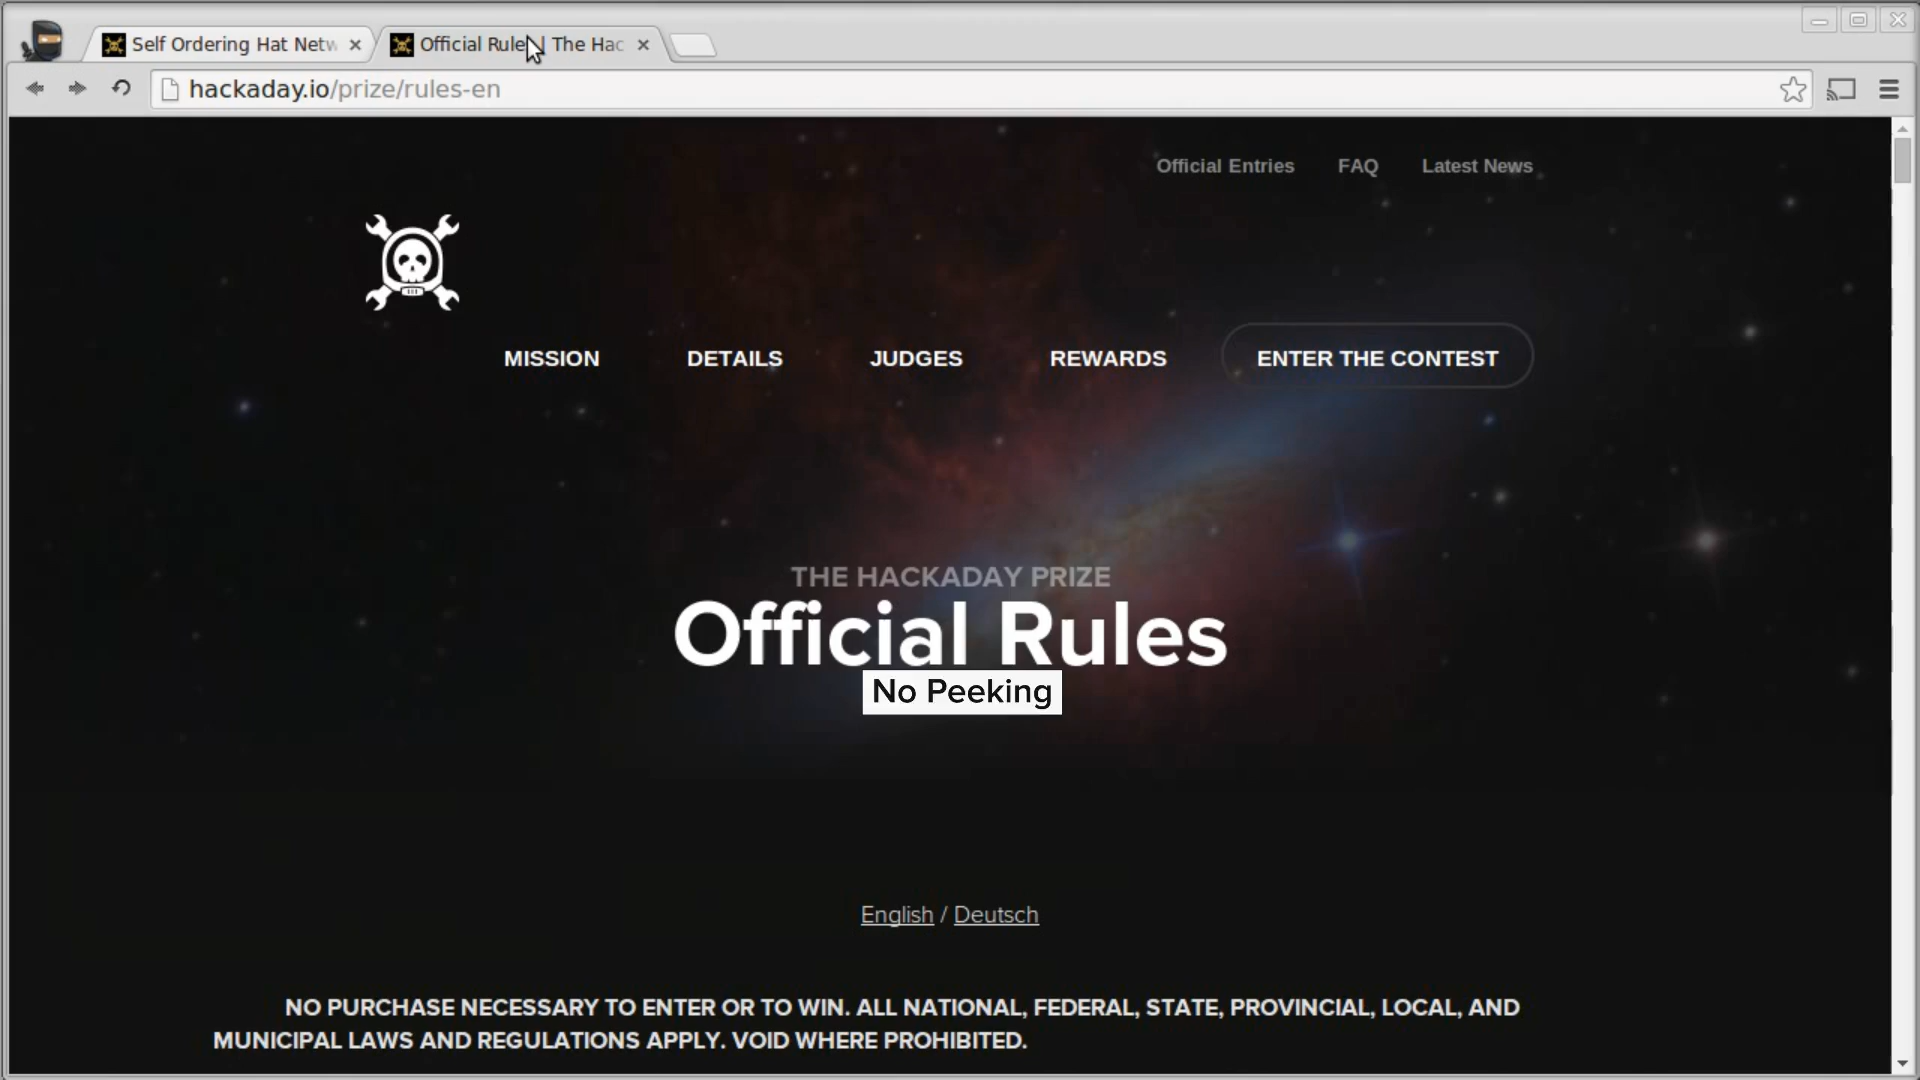 Self Ordering Hat Netw
Official Rule | The Hac
hackaday.io/prize/rules-en
Official Entries FAQ Latest News
MISSION DETAILS JUDGES REWARDS ENTER THE CONTEST
THE HACKADAY PRIZE
Official Rules
No Peeking
English / Deutsch
NO PURCHASE NECESSARY TO ENTER OR TO WIN. ALL NATIONAL, FEDERAL, STATE, PROVINCIAL, LOCAL, AND
MUNICIPAL LAWS AND REGULATIONS APPLY. VOID WHERE PROHIBITED.